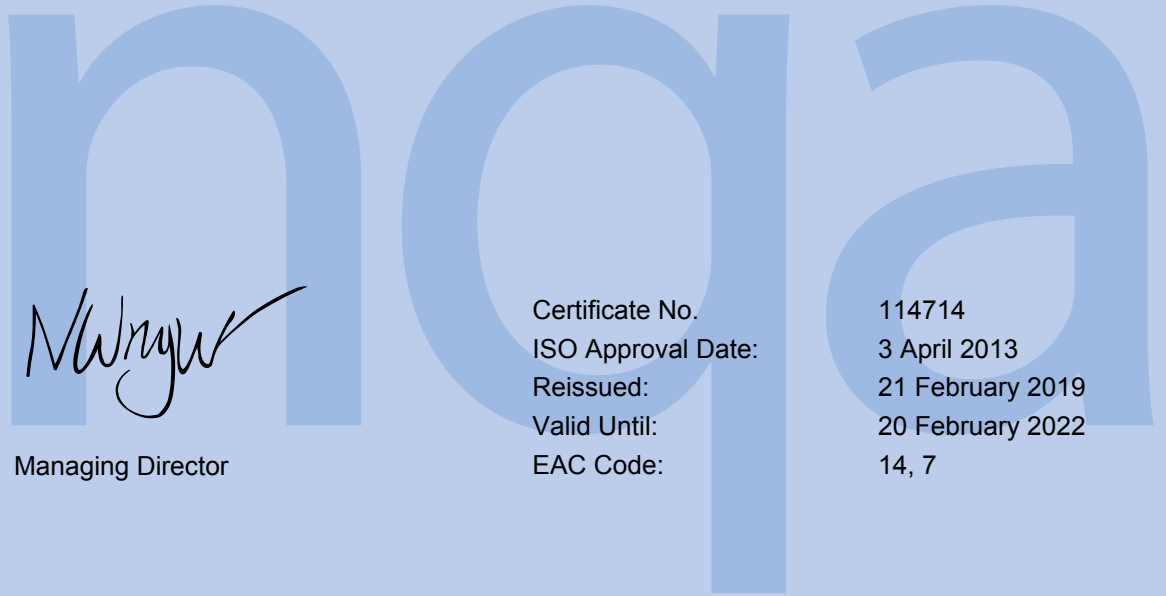 nqa
Certificate No. 114714
ISO Approval Date: 3 April 2013
Reissued: 21 February 2019
Valid Until: 20 February 2022
Managing Director
EAC Code: 14, 7